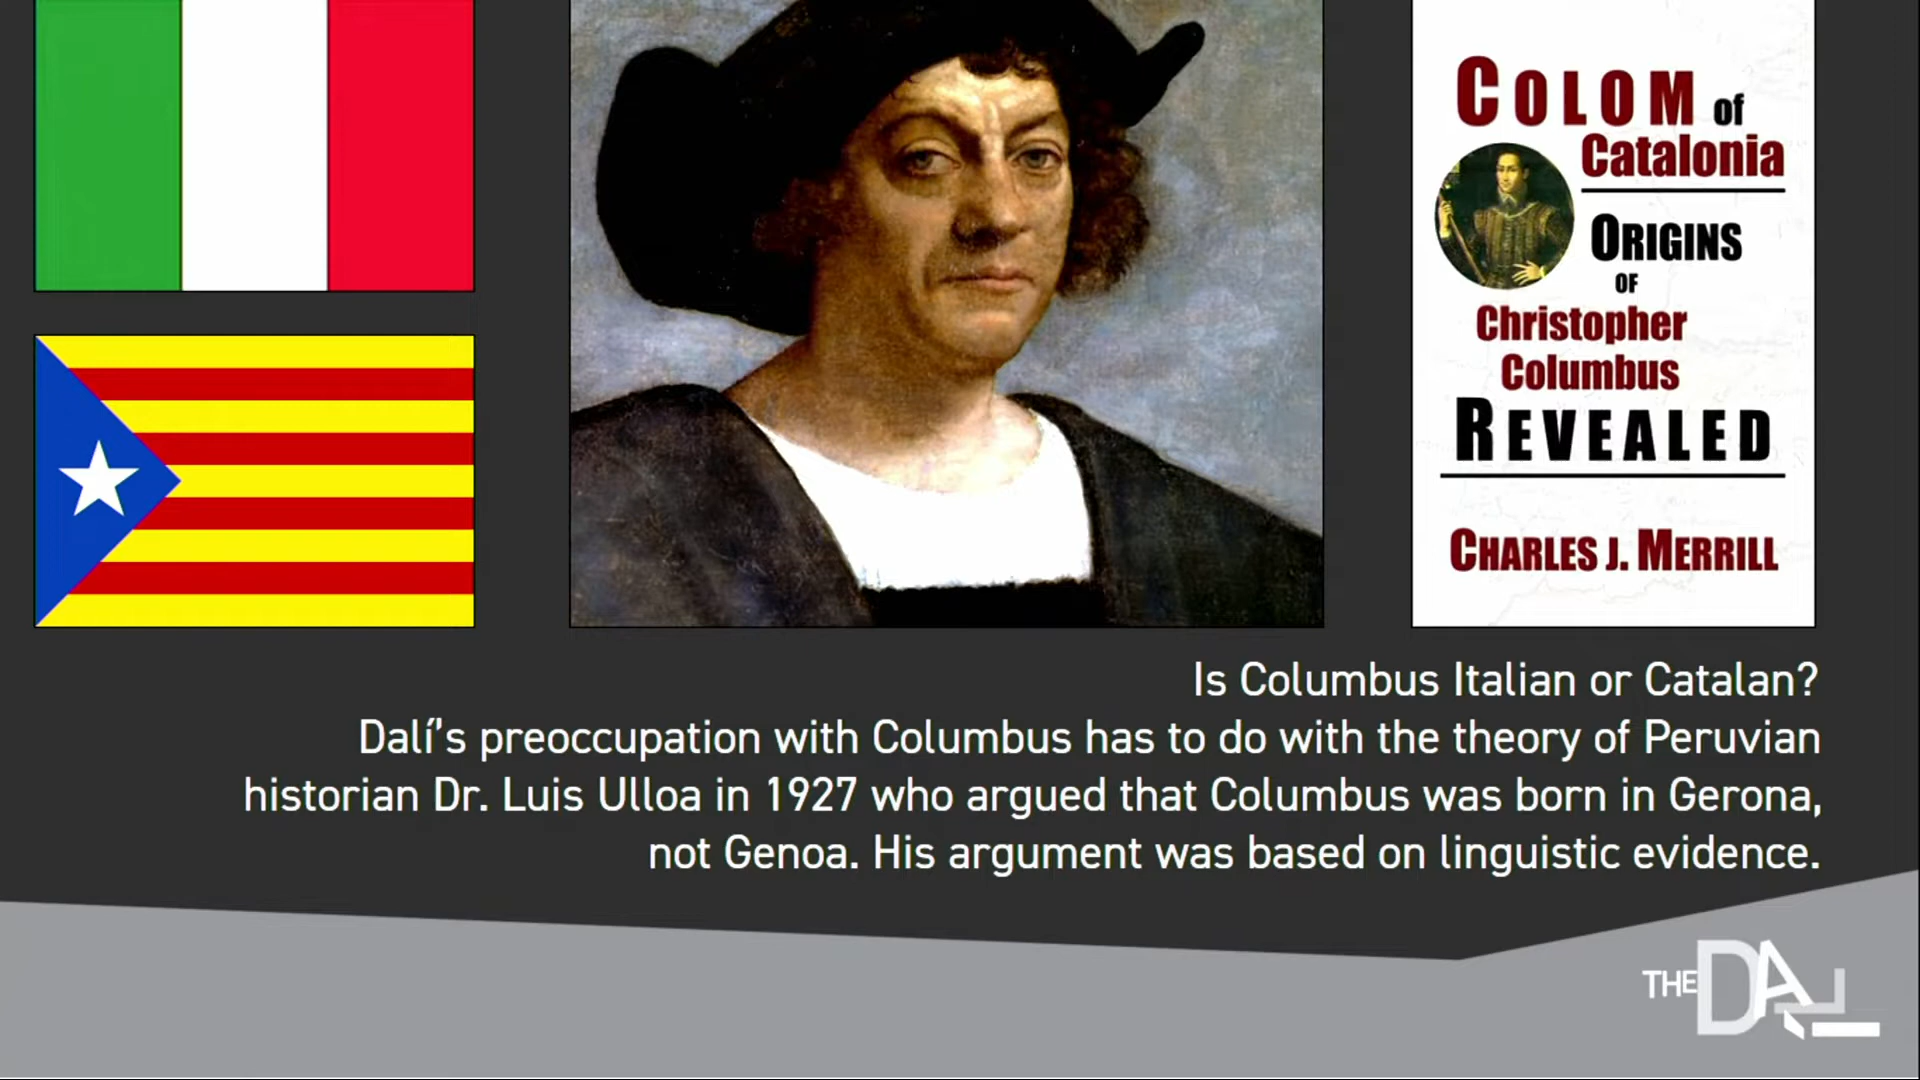 COLOM of
Catalonia
ORIGINS
OF
Christopher
Columbus
REVEALED
CHARLES J. MERRILL
Is Columbus Italian or Catalan?
Dalí’s preoccupation with Columbus has to do with the theory of Peruvian
historian Dr. Luis Ulloa in 1927 who argued that Columbus was born in Gerona,
not Genoa. His argument was based on linguistic evidence.
THE DALÍ